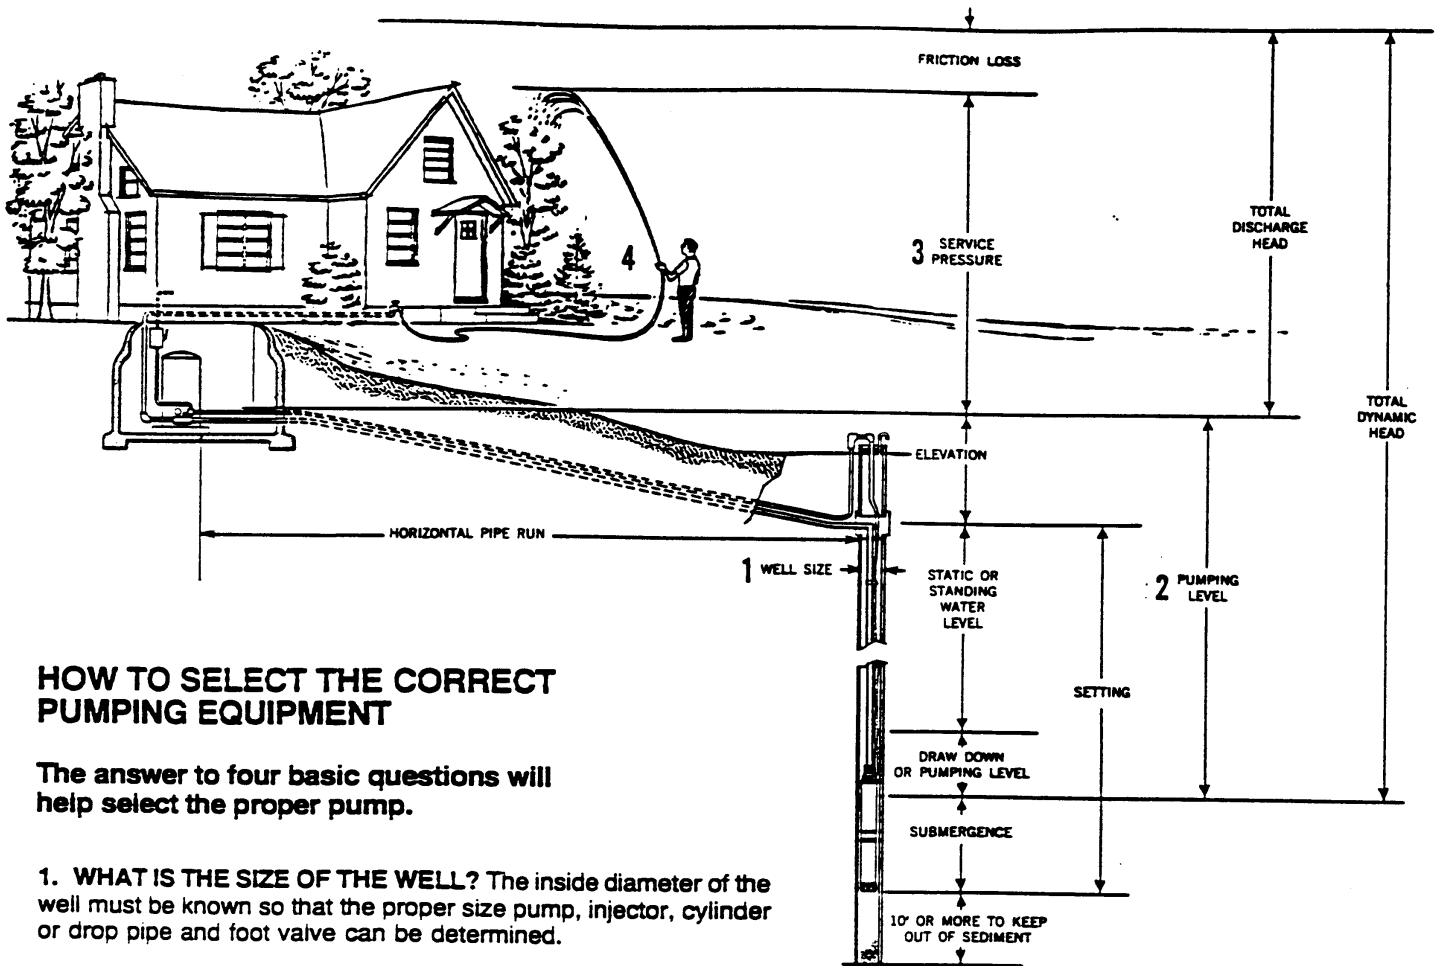 FRICTION LOSS
3 SERVICE
PRESSURE
TOTAL
DISCHARGE
HEAD
4
TOTAL
DYNAMIC
HEAD
ELEVATION
HORIZONTAL PIPE RUN
1 WELL SIZE
STATIC OR
STANDING
WATER
LEVEL
2 PUMPING
LEVEL
SETTING
DRAW DOWN
OR PUMPING LEVEL
SUBMERGENCE
10' OR MORE TO KEEP
OUT OF SEDIMENT
HOW TO SELECT THE CORRECT
PUMPING EQUIPMENT
The answer to four basic questions will
help select the proper pump.
1. WHAT IS THE SIZE OF THE WELL? The inside diameter of the
well must be known so that the proper size pump, injector, cylinder
or drop pipe and foot valve can be determined.